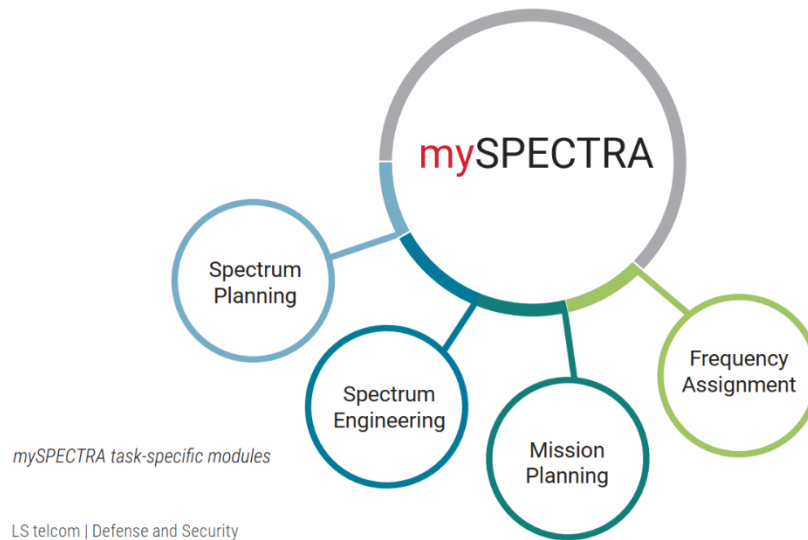 mySPECTRA
Spectrum
Planning
Spectrum
Engineering
Mission
Planning
Frequency
Assignment
mySPECTRA task-specific modules
LS telcom | Defense and Security